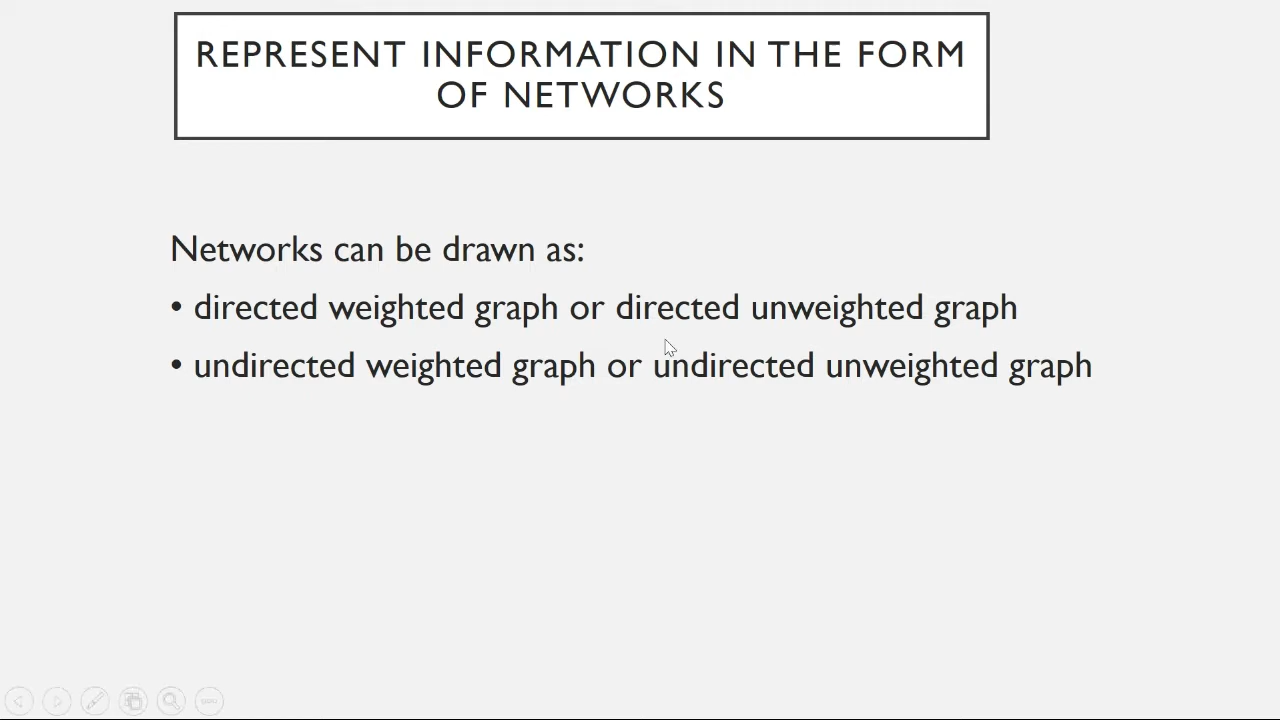 REPRESENT INFORMATION IN THE FORM
OF NETWORKS
Networks can be drawn as:
• directed weighted graph or directed unweighted graph
• undirected weighted graph or undirected unweighted graph